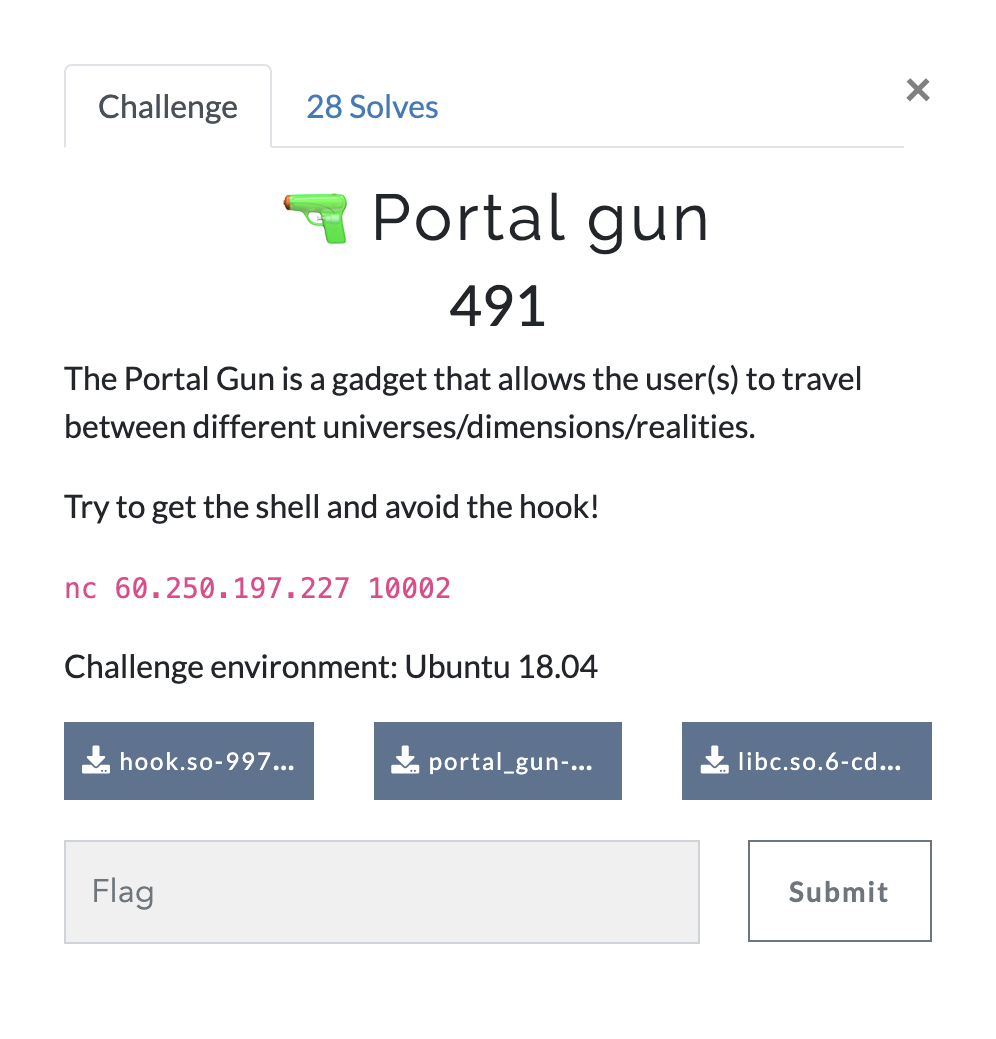 Challenge
28 Solves
×
🔫 Portal gun
491
The Portal Gun is a gadget that allows the user(s) to travel
between different universes/dimensions/realities.
Try to get the shell and avoid the hook!
nc 60.250.197.227 10002
Challenge environment: Ubuntu 18.04
hook.so-997...
portal_gun-...
libc.so.6-cd...
Flag
Submit